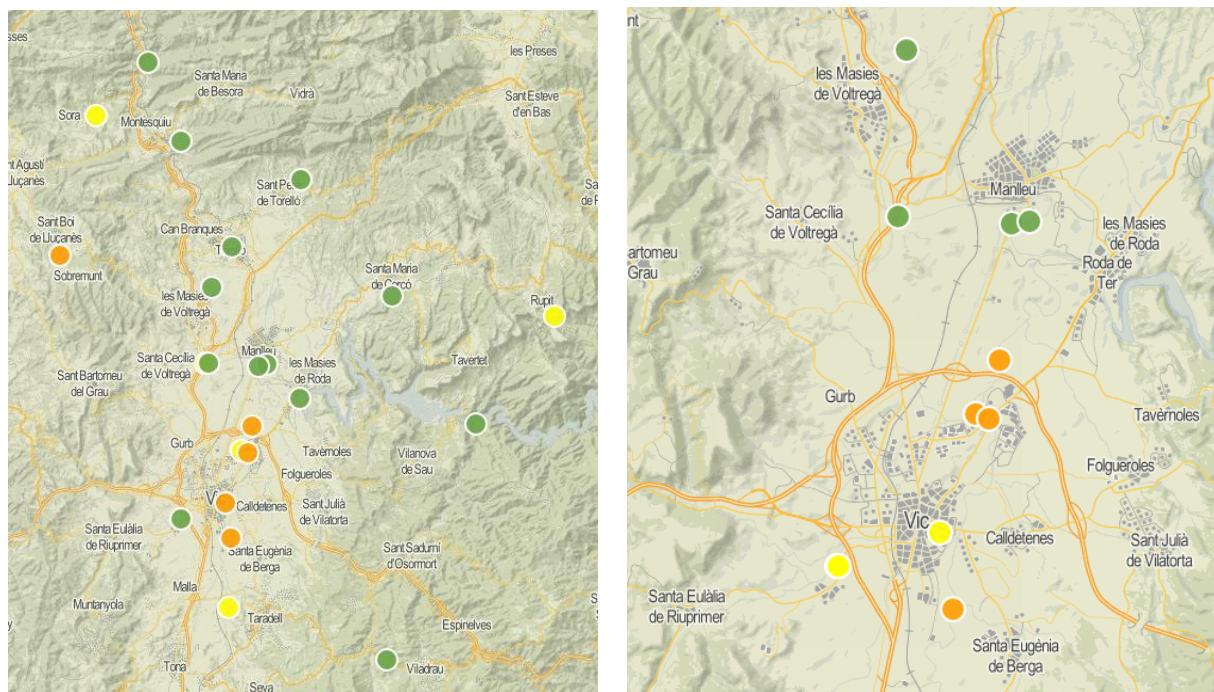 les Preses
Santa Maria
de Besora
Vidrà
Sant Esteve
d'en Bas
Sora
Montesquiu
Sant
de Torelló
Sant Boi
de Lluçanès
Can Branques
Sobremunt
Santa Maria
les Masies
de Voltregà
Rupit
Manlleu
Santa Cecília
de Voltregà
les Masies
de Roda
Tavertet
Sant Bartomeu
del Grau
Gurb
Tavèrnoles
Vilanova
de Sau
Folgueroles
Calldetenes
Sant Julià
de Vilatorta
Santa Eulàlia
de Riuprimer
Santa Eugènia
de Berga
Sant Sadurní
d'Osormort
Malla
Muntanyola
Taradell
Espinelves
Tona
Viladrau
Seva
les Masies
de Voltregà
Manlleu
Santa Cecília
de Voltregà
les Masies
de Roda
Roda de
Ter
Grau
Gurb
Tavèrnoles
Folgueroles
Vic
Calldetenes
Sant Julià
de Vilatorta
Santa Eulàlia
de Riuprimer
Santa Eugènia
de Berga